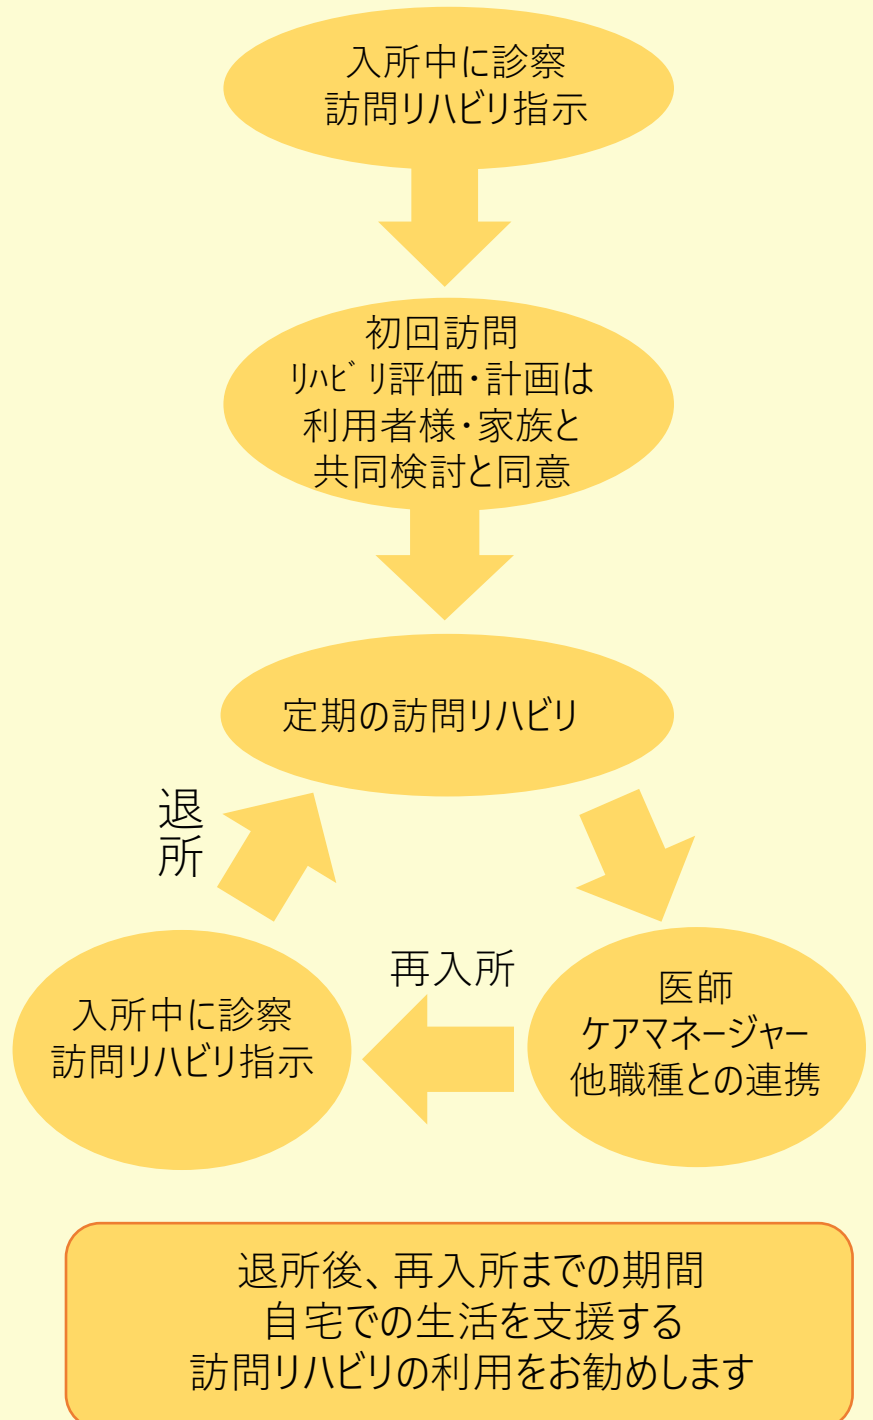 入所中に診察
訪問リハビリ指示
初回訪問
ﾘﾊﾋﾞﾘ評価・計画は
利用者様・家族と
共同検討と同意
定期の訪問リハビリ
退所
再入所
医師
ケアマネージャー
他職種との連携
入所中に診察
訪問リハビリ指示
退所後、再入所までの期間
自宅での生活を支援する
訪問リハビリの利用をお勧めします